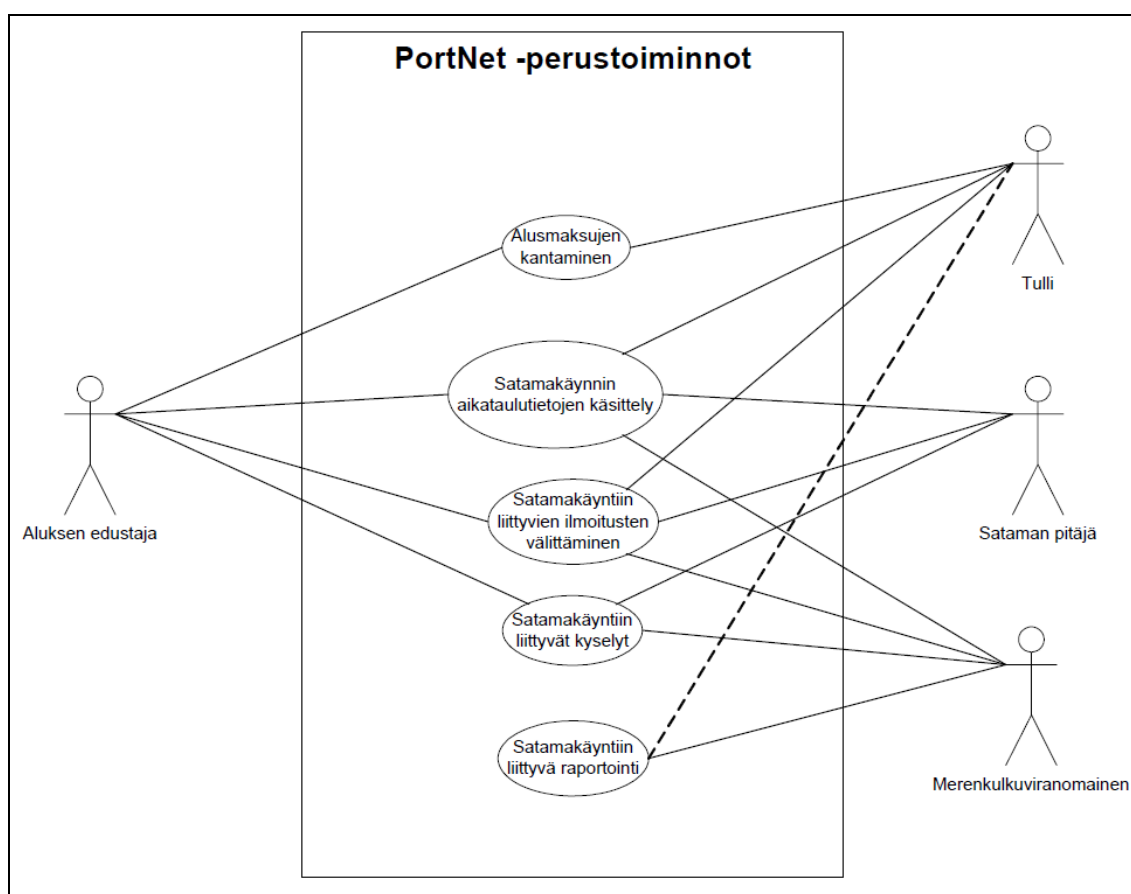 PortNet -perustoiminnot
Alusmaksujen
kantaminen
Tulli
Satamakäynnin
aikataulutietojen käsittely
Aluksen edustaja
Satamakäyntiin
liittyvien ilmoitusten
välittäminen
Sataman pitäjä
Satamakäyntiin
liittyvät kyselyt
Satamakäyntiin
liittyvä raportointi
Merenkulkuviranomainen